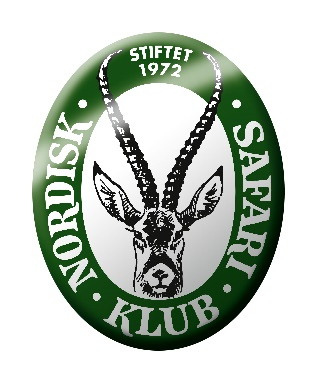 STIFTET
1972
· NORDISK · KLUB · SAFARI ·